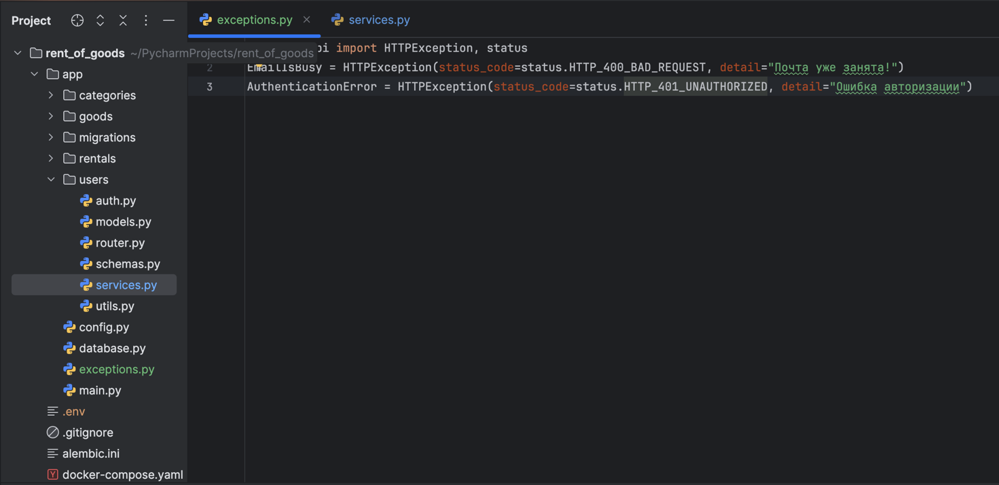 Project
exceptions.py
services.py
rent_of_goods ~/PycharmProjects/rent_of_goods
app
categories
goods
migrations
rentals
users
auth.py
models.py
router.py
schemas.py
services.py
utils.py
config.py
database.py
exceptions.py
main.py
.env
.gitignore
alembic.ini
docker-compose.yaml
pi import HTTPException, status
2 EmailIsBusy = HTTPException(status_code=status.HTTP_400_BAD_REQUEST, detail="Почта уже занята!")
3 AuthenticationError = HTTPException(status_code=status.HTTP_401_UNAUTHORIZED, detail="Ошибка авторизации")